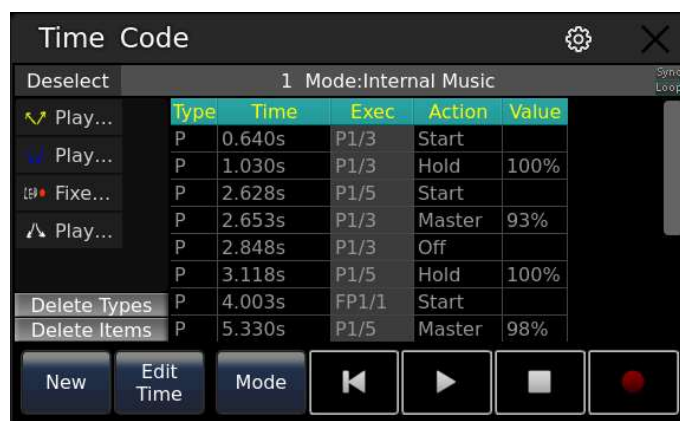 Time Code
Deselect 1 Mode:Internal Music Sync Loop
Type Time Exec Action Value
Play...
P 0.640s P1/3 Start
Play...
P 1.030s P1/3 Hold 100%
Fixe...
P 2.628s P1/5 Start
Play...
P 2.653s P1/3 Master 93%
P 2.848s P1/3 Off
P 3.118s P1/5 Hold 100%
Delete Types P 4.003s FP1/1 Start
Delete Items P 5.330s P1/5 Master 98%
New Edit Time Mode